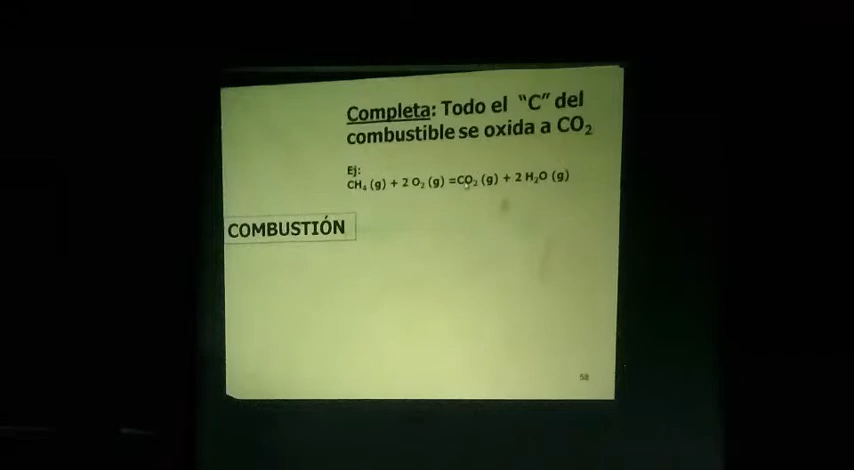 Completa: Todo el “C” del
combustible se oxida a CO₂
Ej:
CH₄ (g) + 2 O₂ (g) =CO₂ (g) + 2 H₂O (g)
COMBUSTIÓN
58